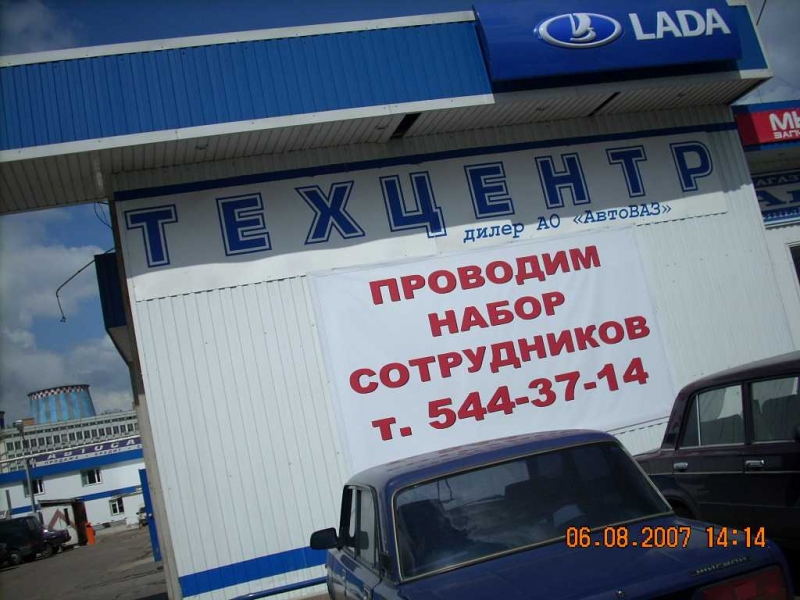 LADA
ТЕХЦЕНТР
дилер АО «АвтоВАЗ»
ПРОВОДИМ
НАБОР
СОТРУДНИКОВ
т. 544-37-14
06.08.2007 14:14